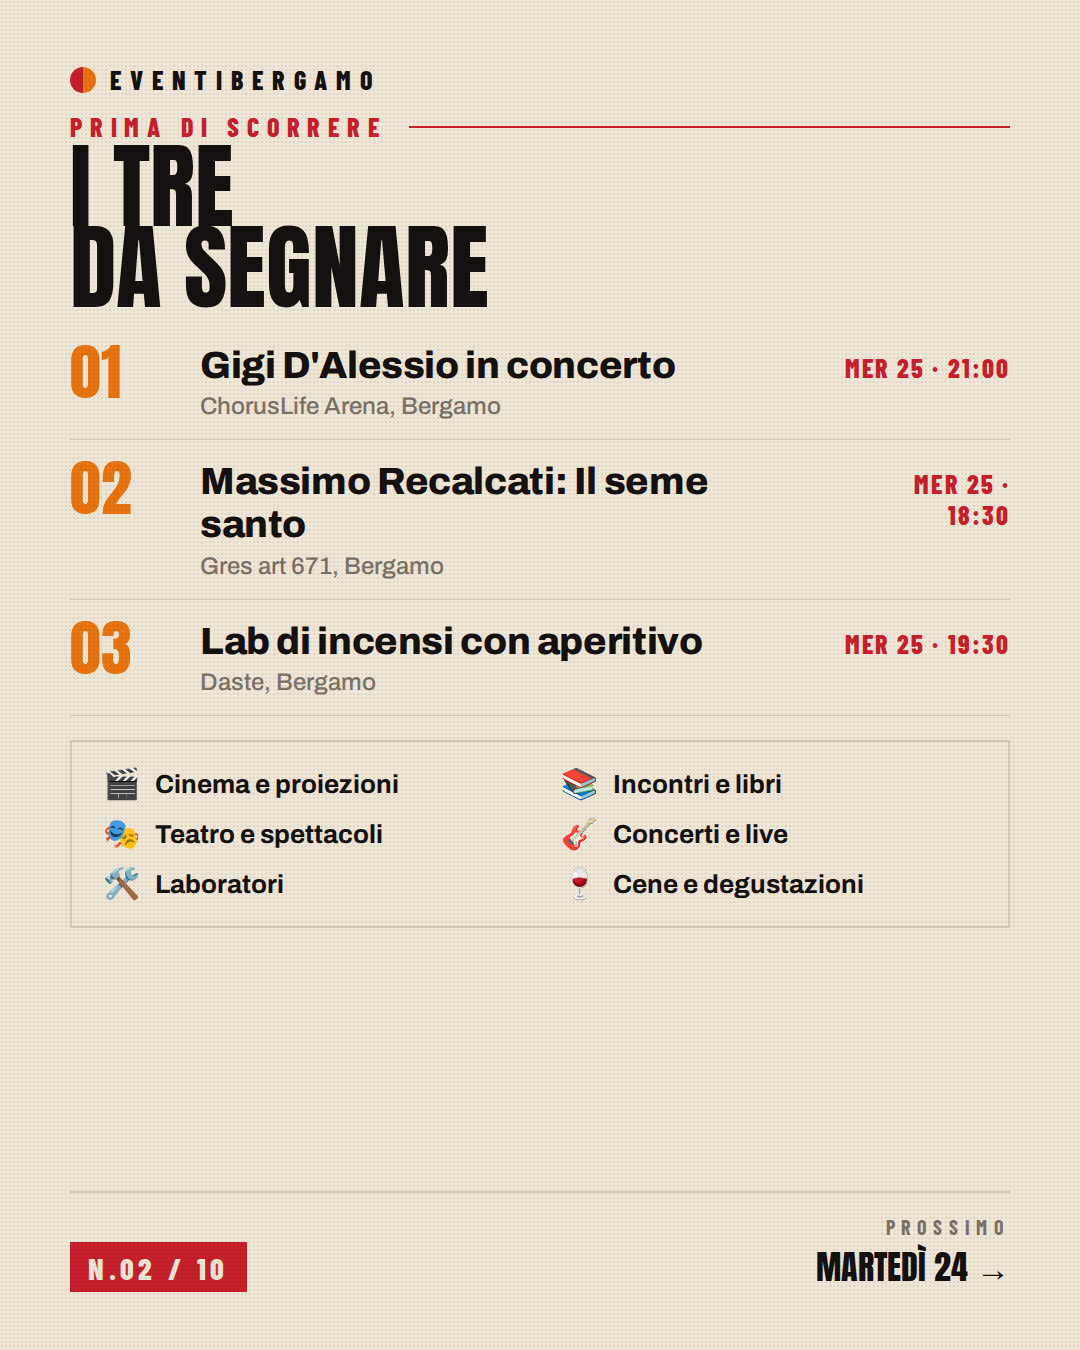 EVENTIBERGAMO
PRIMA DI SCORRERE
I TRE
DA SEGNARE
01
Gigi D'Alessio in concerto
MER 25 · 21:00
ChorusLife Arena, Bergamo
02
Massimo Recalcati: Il seme
santo
MER 25 ·
18:30
Gres art 671, Bergamo
03
Lab di incensi con aperitivo
MER 25 · 19:30
Daste, Bergamo
🎬 Cinema e proiezioni
📚 Incontri e libri
🎭 Teatro e spettacoli
🎸 Concerti e live
🛠️ Laboratori
🍷 Cene e degustazioni
N.02 / 10
PROSSIMO
MARTEDÌ 24 →